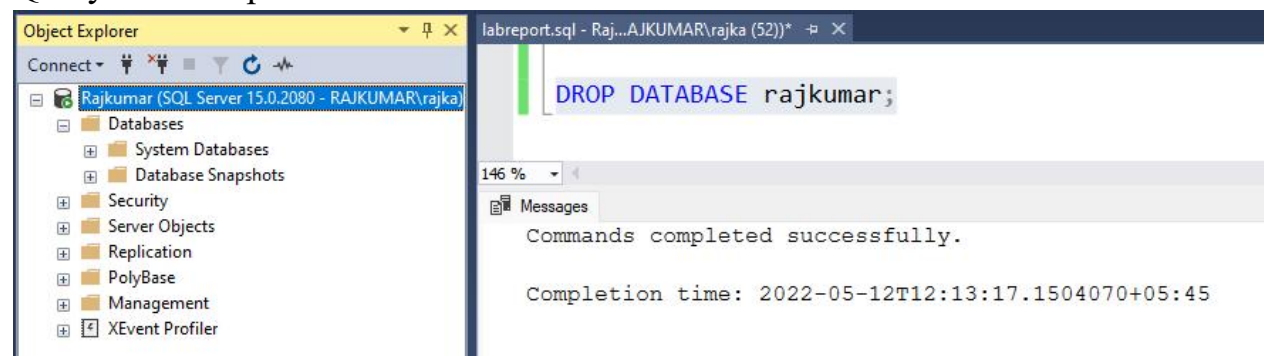 Object Explorer
Connect
Rajkumar (SQL Server 15.0.2080 - RAJKUMAR\rajka)
Databases
System Databases
Database Snapshots
Security
Server Objects
Replication
PolyBase
Management
XEvent Profiler
labreport.sql - Raj...AJKUMAR\rajka (52))*
DROP DATABASE rajkumar;
146 %
Messages
Commands completed successfully.
Completion time: 2022-05-12T12:13:17.1504070+05:45